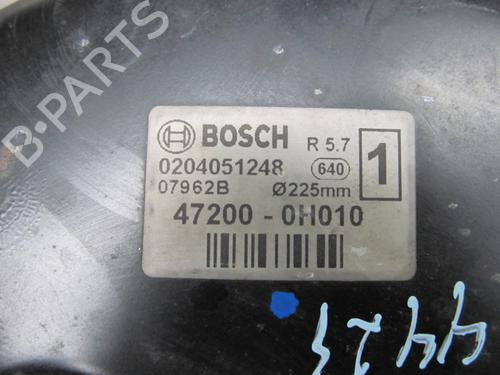 B-PARTS
BOSCH R 5.7 1
0204051248 640
07962B Ø225mm
47200 - 0H010